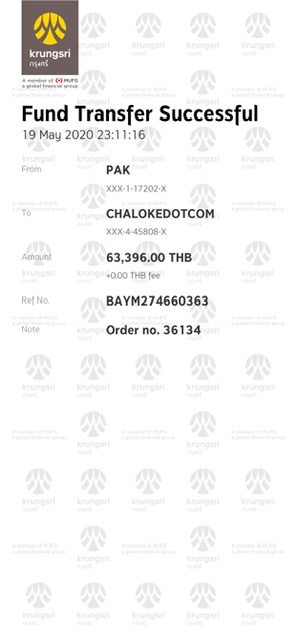 krungsri
กรุงศรี
A member of MUFG
a global financial group
Fund Transfer Successful
19 May 2020 23:11:16
From
PAK
XXX-1-17202-X
To
CHALOKEDOTCOM
XXX-4-45808-X
Amount
63,396.00 THB
+0.00 THB fee
Ref No.
BAYM274660363
Note
Order no. 36134